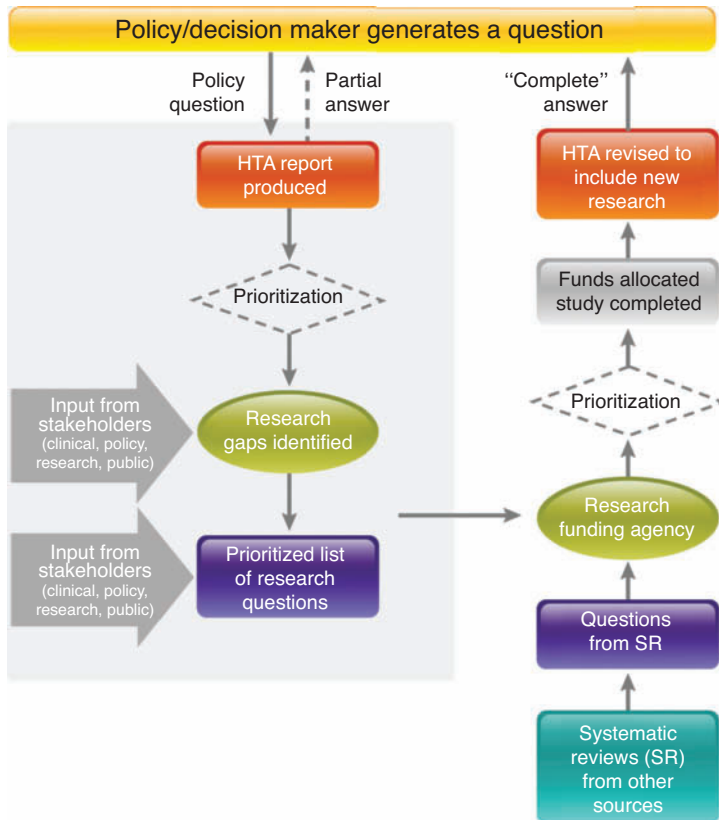 Policy/decision maker generates a question
Policy
question
Partial
answer
“Complete”
answer
HTA report
produced
Prioritization
Input from
stakeholders
(clinical, policy,
research, public)
Research
gaps identified
Input from
stakeholders
(clinical, policy,
research, public)
Prioritized list
of research
questions
HTA revised to
include new
research
Funds allocated
study completed
Prioritization
Research
funding agency
Questions
from SR
Systematic
reviews (SR)
from other
sources